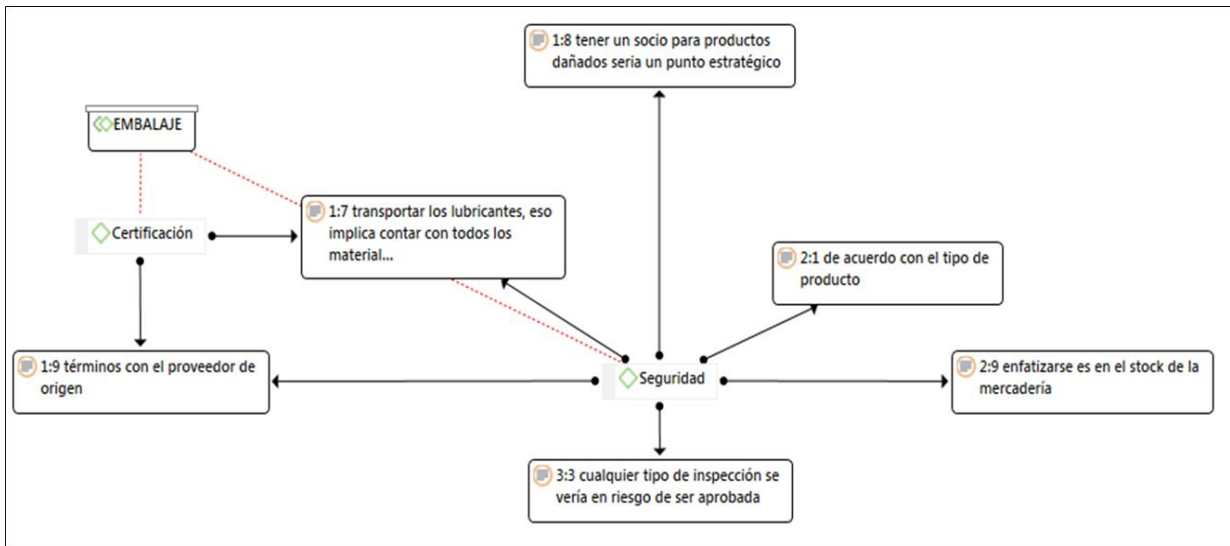 1:8 tener un socio para productos
dañados seria un punto estratégico
EMBALAJE
1:7 transportar los lubricantes, eso
implica contar con todos los
material...
Certificación
2:1 de acuerdo con el tipo de
producto
1:9 términos con el proveedor de
origen
Seguridad
2:9 enfatizarse es en el stock de la
mercadería
3:3 cualquier tipo de inspección se
vería en riesgo de ser aprobada